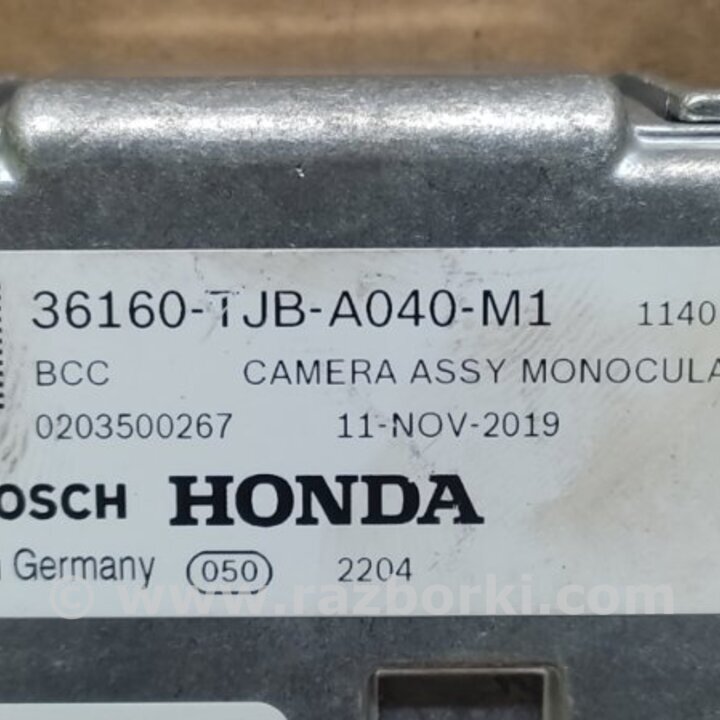 36160-TJB-A040-M1 1140
BCC CAMERA ASSY MONOCULA
0203500267 11-NOV-2019
OSCH HONDA
Germany 050 2204
© www.razborki.com